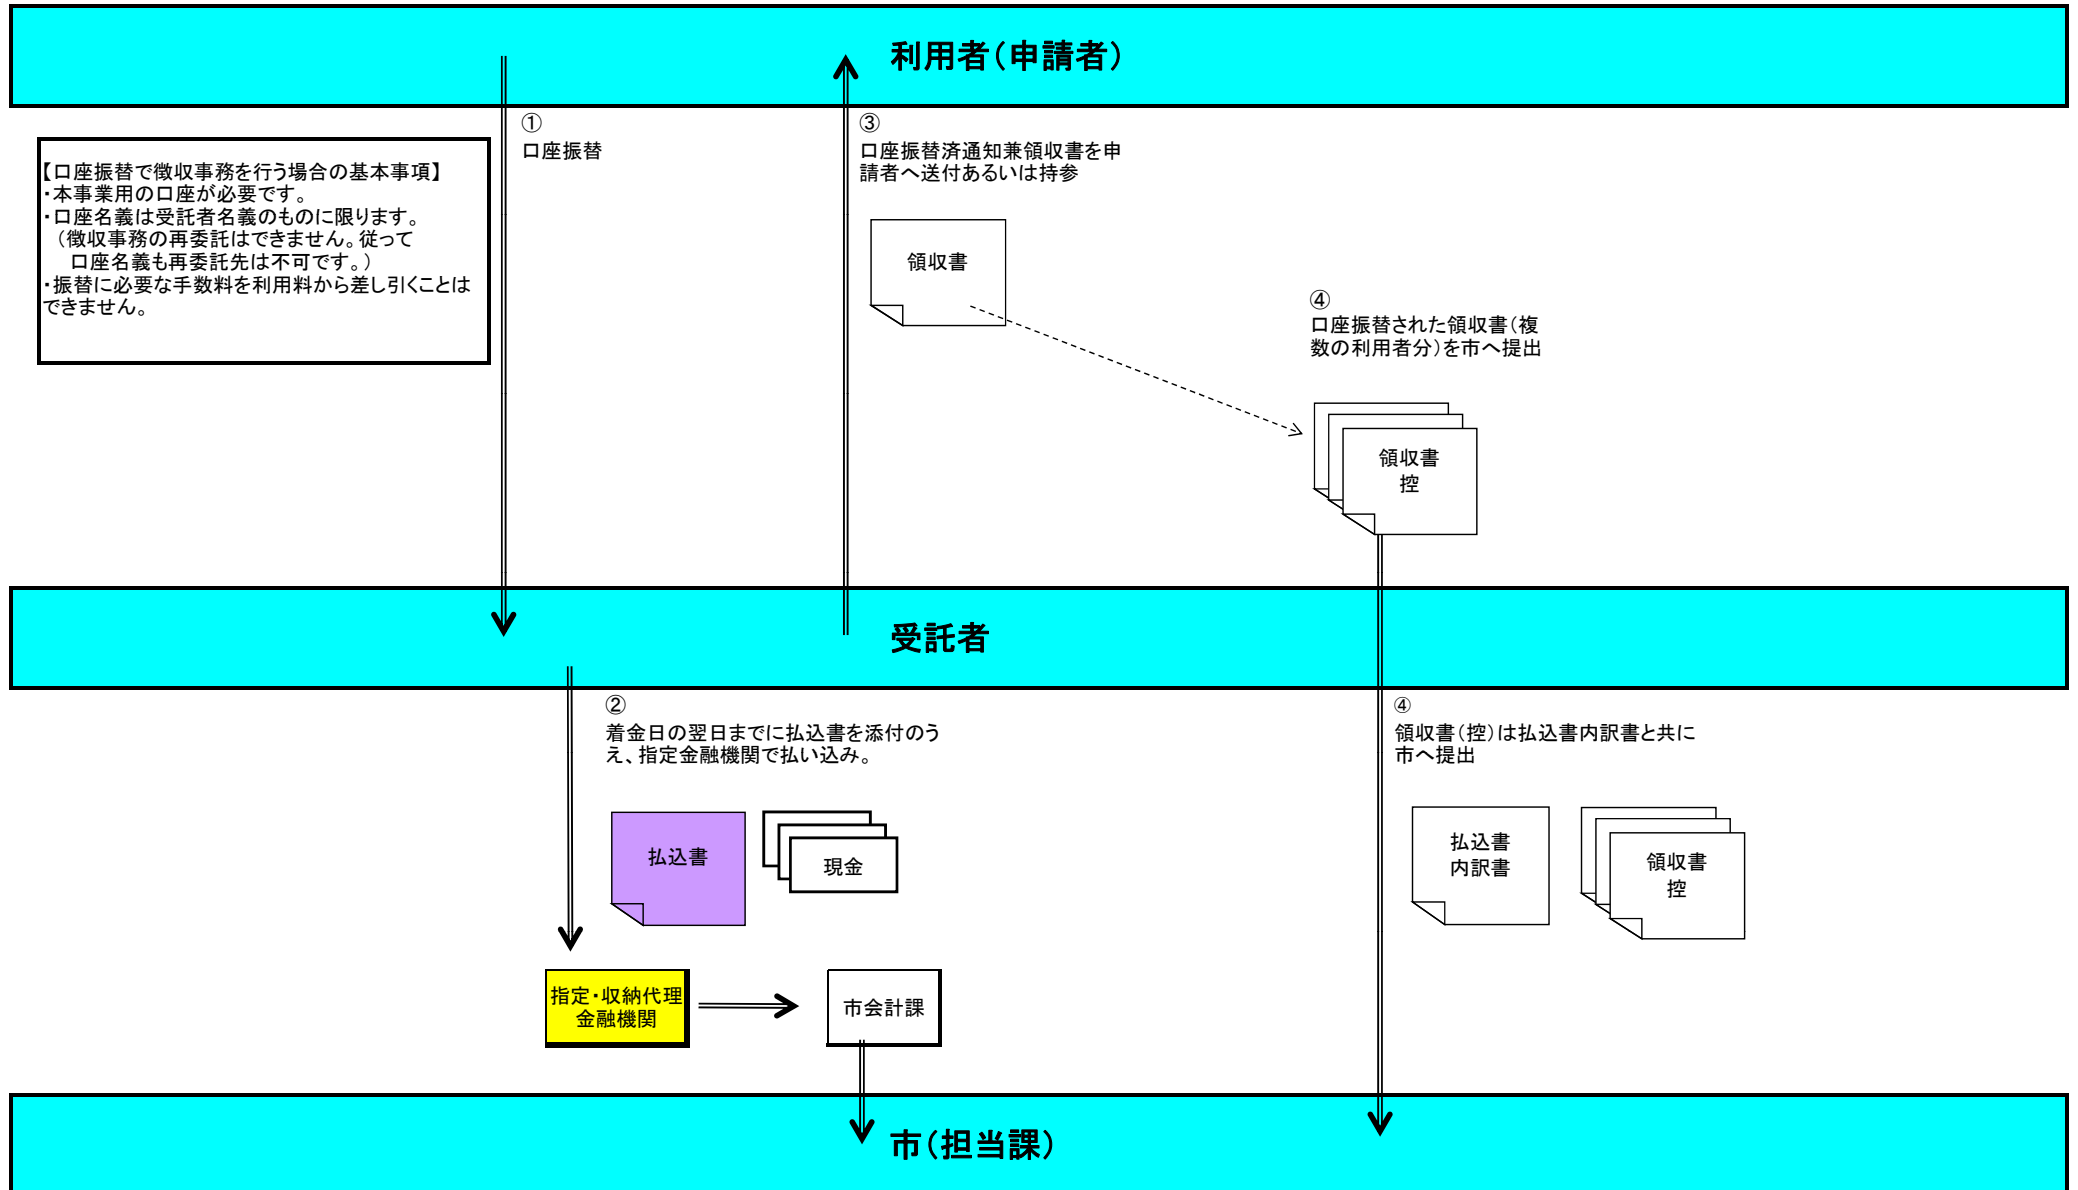 利用者（申請者）
①
口座振替
③
口座振替済通知兼領収書を申
請者へ送付あるいは持参
【口座振替で徴収事務を行う場合の基本事項】
・本事業用の口座が必要です。
・口座名義は受託者名義のものに限ります。
（徴収事務の再委託はできません。従って
口座名義も再委託先は不可です。）
・振替に必要な手数料を利用料から差し引くことは
できません。
領収書
④
口座振替された領収書（複
数の利用者分）を市へ提出
領収書
控
受託者
②
着金日の翌日までに払込書を添付のう
え、指定金融機関で払い込み。
④
領収書（控）は払込書内訳書と共に
市へ提出
払込書
現金
払込書
内訳書
領収書
控
指定・収納代理
金融機関
市会計課
市（担当課）